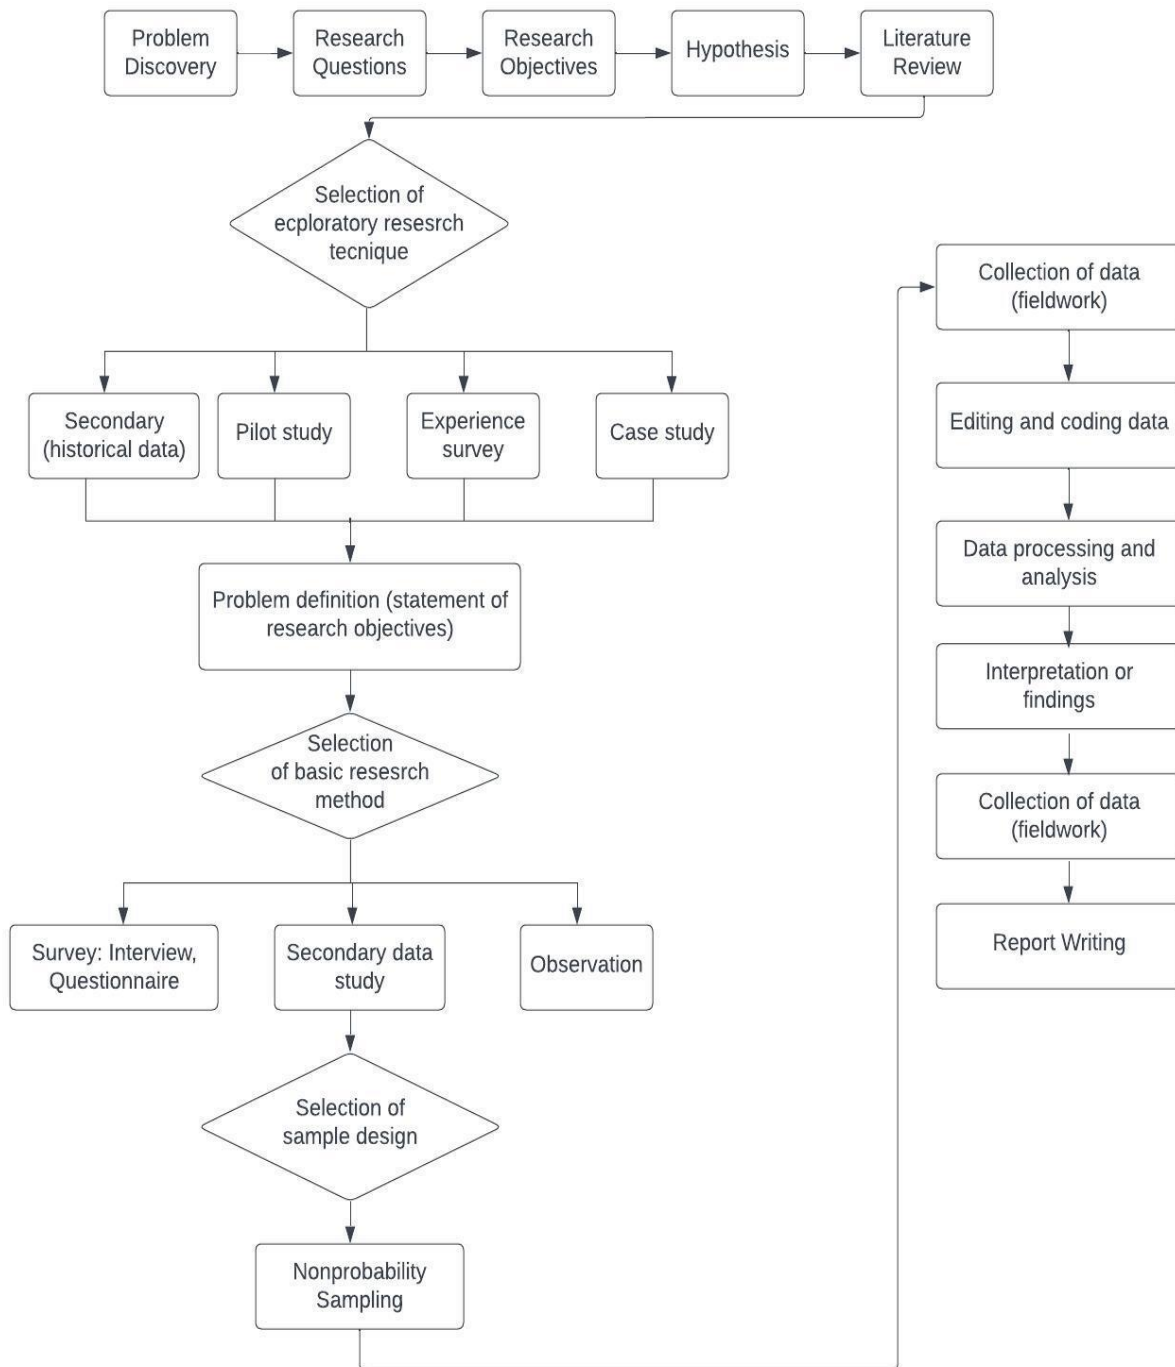 Problem
Discovery
Research
Questions
Research
Objectives
Hypothesis
Literature
Review
Selection of
ecploratory resesrch
tecnique
Secondary
(historical data)
Pilot study
Experience
survey
Case study
Problem definition (statement of
research objectives)
Selection
of basic resesrch
method
Survey: Interview,
Questionnaire
Secondary data
study
Observation
Selection of
sample design
Nonprobability
Sampling
Collection of data
(fieldwork)
Editing and coding data
Data processing and
analysis
Interpretation or
findings
Collection of data
(fieldwork)
Report Writing